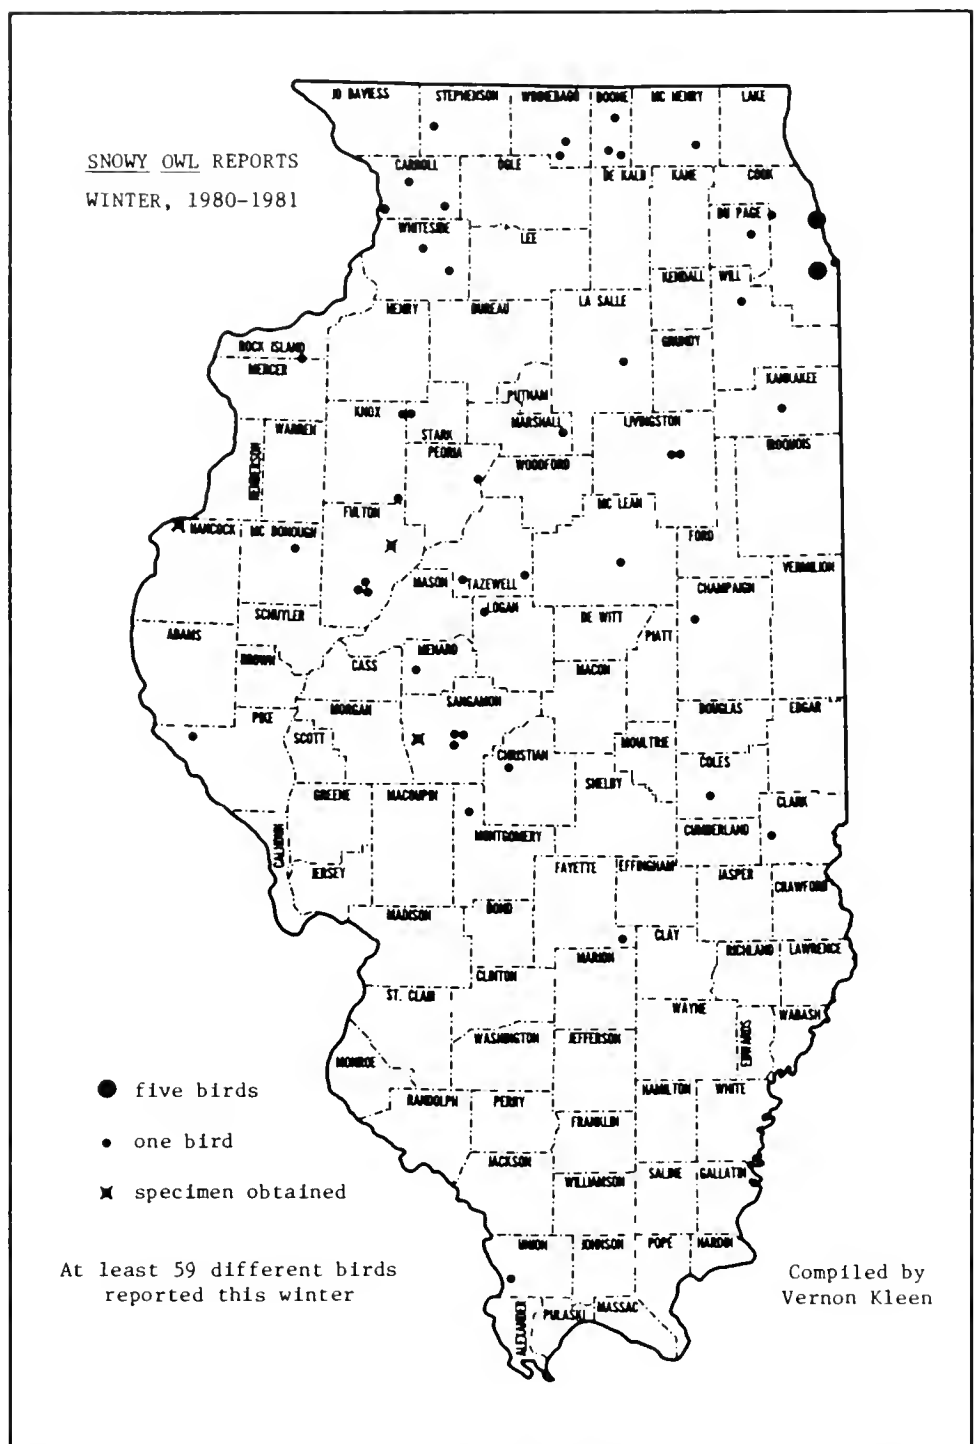 SNOWY OWL REPORTS
WINTER, 1980-1981
JO DAVIESS STEPHENSON WINNEBAGO BOONE MC HENRY LAKE
CARROLL OGLE DE KALB KANE COOK
DU PAGE
WHITESIDE LEE
KENDALL WILL
HENRY BUREAU LA SALLE
GRUNDY
ROCK ISLAND
MERCER PUTNAM KANKAKEE
KNOX STARK MARSHALL LIVINGSTON
WARREN PEORIA IROQUOIS
HENDERSON WOODFORD
MC LEAN
FULTON
HANCOCK MC DONOUGH FORD
VERMILION
MASON TAZEWELL CHAMPAIGN
SCHUYLER LOGAN DE WITT
ADAMS PIATT
BROWN CASS MENARD MACON
PIKE MORGAN SANGAMON DOUGLAS EDGAR
SCOTT MOULTRIE
CHRISTIAN COLES
SHELBY
GREENE MACOUPIN CLARK
CALHOUN MONTGOMERY CUMBERLAND
JERSEY FAYETTE EFFINGHAM JASPER
CRAWFORD
MADISON BOND
CLAY
MARION RICHLAND LAWRENCE
CLINTON
ST. CLAIR
WAYNE WABASH
EDWARDS
WASHINGTON JEFFERSON
MONROE
RANDOLPH PERRY HAMILTON WHITE
FRANKLIN
JACKSON
WILLIAMSON SALINE GALLATIN
UNION JOHNSON POPE HARDIN
ALEXANDER PULASKI MASSAC
five birds
one bird
specimen obtained
At least 59 different birds
reported this winter
Compiled by
Vernon Kleen